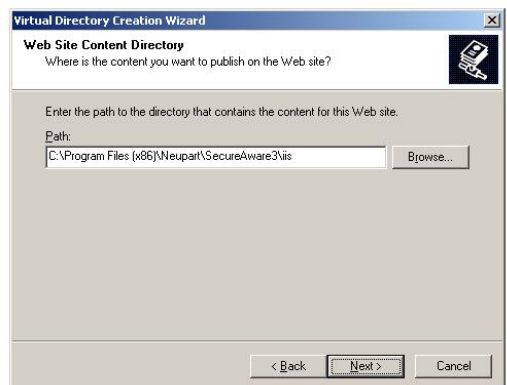 Virtual Directory Creation Wizard
Web Site Content Directory
Where is the content you want to publish on the Web site?
Enter the path to the directory that contains the content for this Web site.
Path:
C:\Program Files (x86)\Neupart\SecureAware3\iis
Browse...
< Back
Next >
Cancel